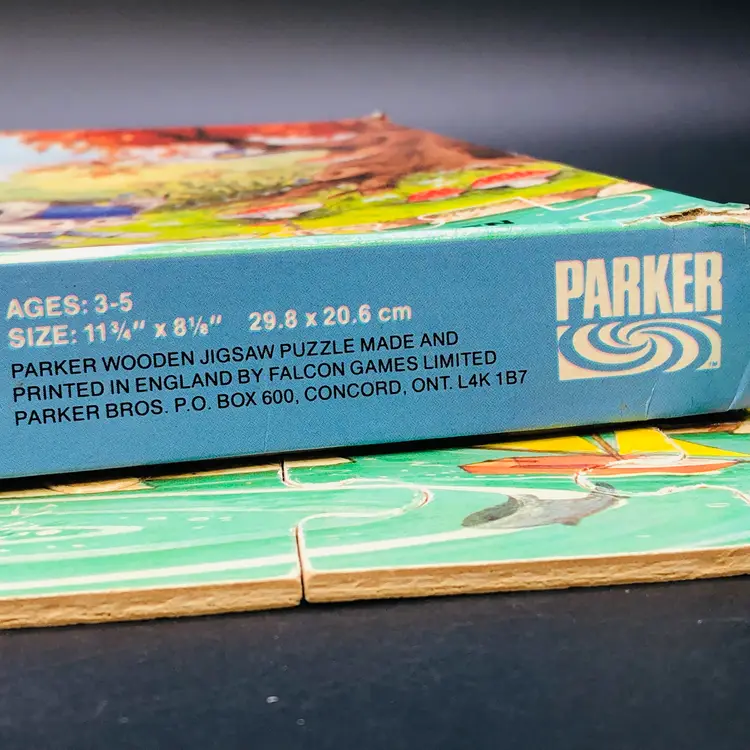 AGES: 3-5
SIZE: 11¾" x 8⅛" 29.8 x 20.6 cm
PARKER WOODEN JIGSAW PUZZLE MADE AND
PRINTED IN ENGLAND BY FALCON GAMES LIMITED
PARKER BROS. P.O. BOX 600, CONCORD, ONT. L4K 1B7
PARKER
TM